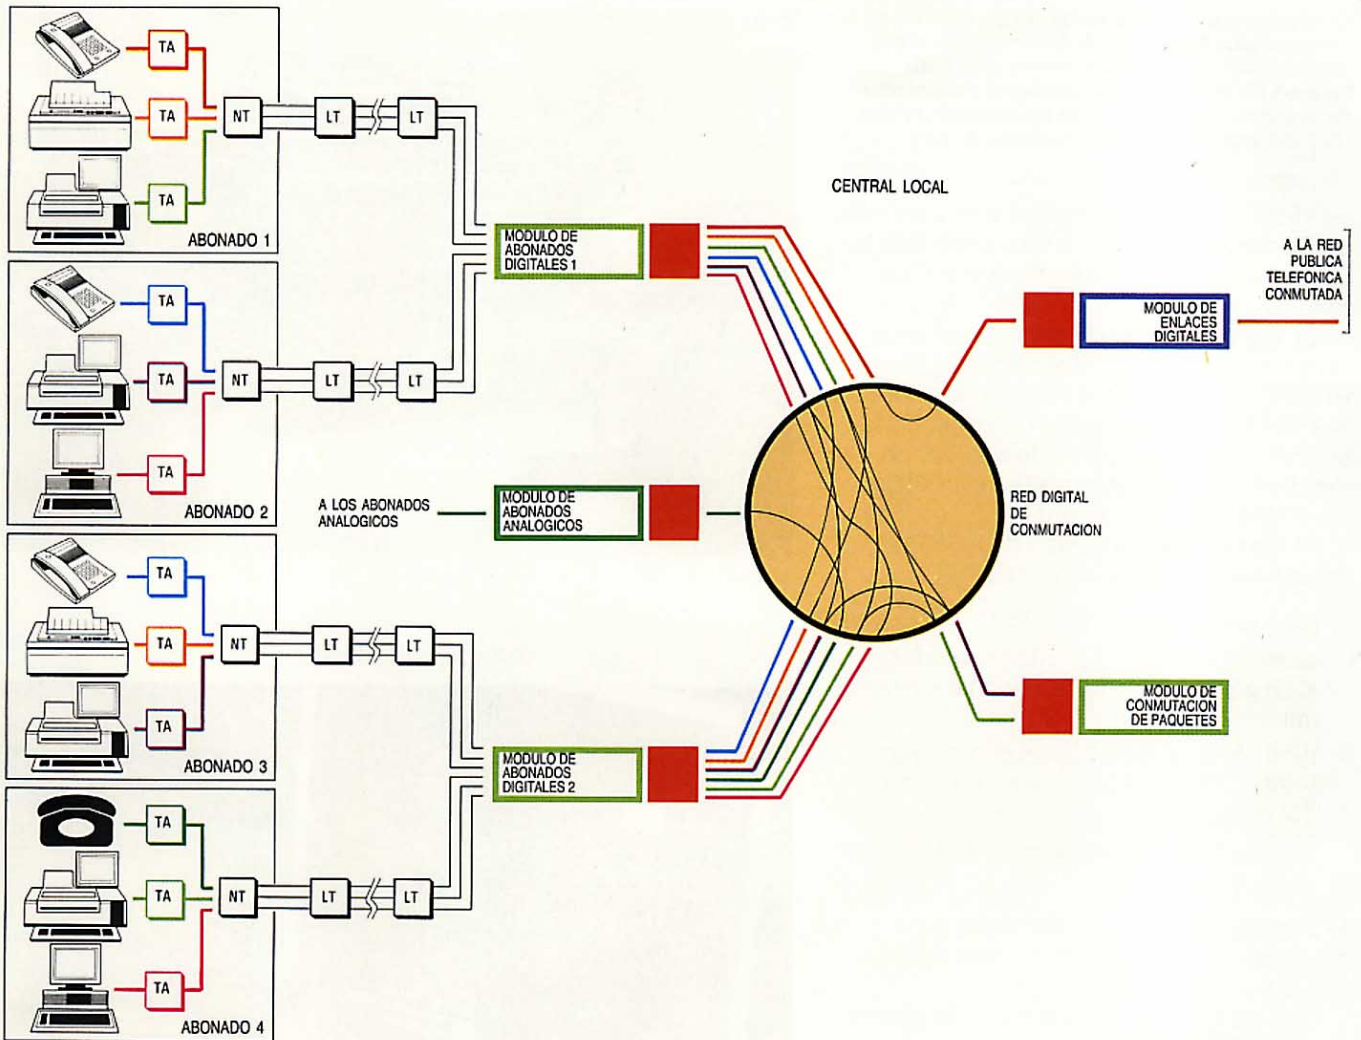 TA
TA
NT
LT
LT
TA
ABONADO 1
TA
TA
NT
LT
LT
TA
ABONADO 2
TA
TA
NT
LT
LT
TA
ABONADO 3
TA
TA
NT
LT
LT
TA
ABONADO 4
MODULO DE
ABONADOS
DIGITALES 1
A LOS ABONADOS
ANALOGICOS
MODULO DE
ABONADOS
ANALOGICOS
MODULO DE
ABONADOS
DIGITALES 2
CENTRAL LOCAL
RED DIGITAL
DE
CONMUTACION
A LA RED
PUBLICA
TELEFONICA
CONMUTADA
MODULO DE
ENLACES
DIGITALES
MODULO DE
CONMUTACION
DE PAQUETES